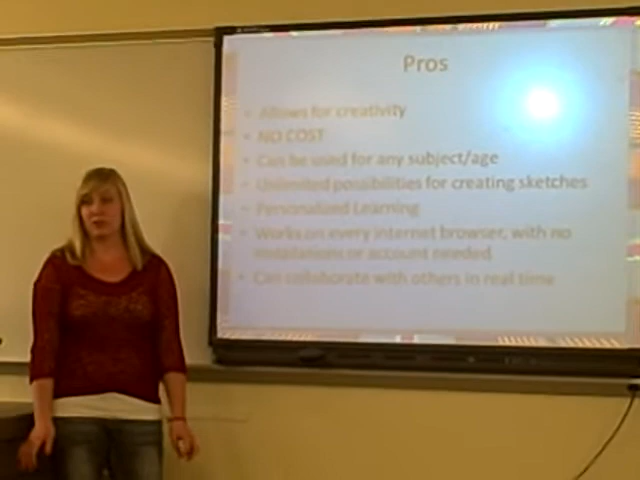 Pros
• Allows for creativity
• NO COST
• Can be used for any subject/age
• Unlimited possibilities for creating sketches
• Personalized Learning
• Works on every internet browser, with no
installations or account needed
• Can collaborate with others in real time